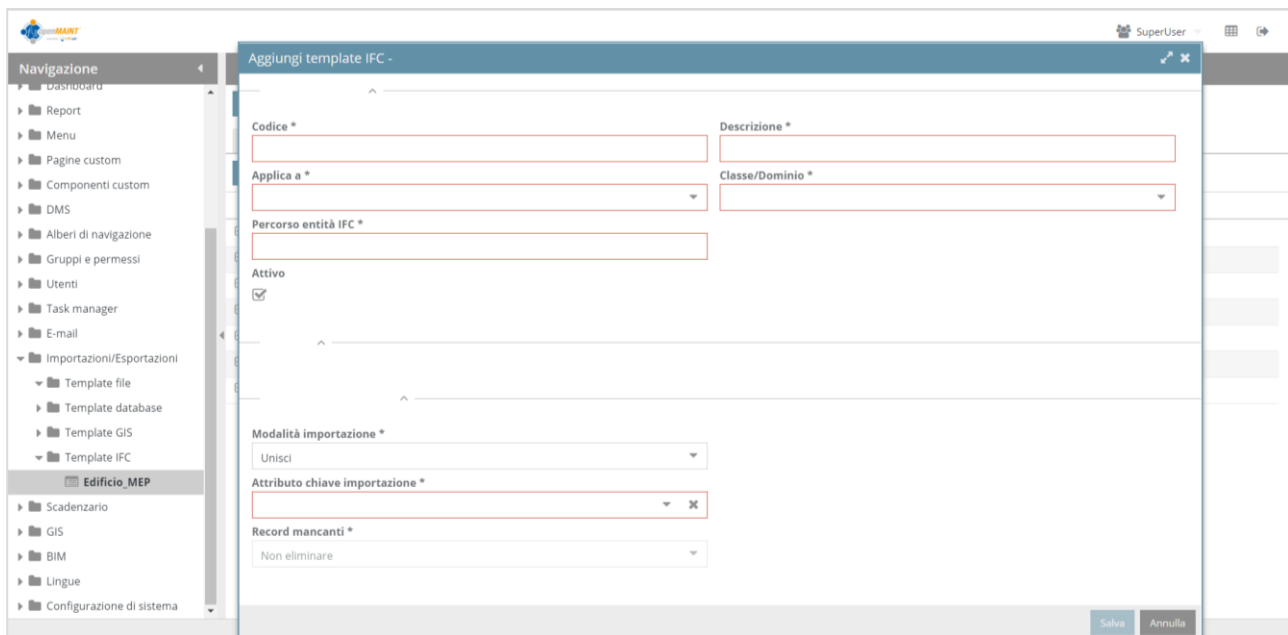 openMAINT
SuperUser
Navigazione
Aggiungi template IFC -
Dashboard
Report
Menu
Pagine custom
Componenti custom
DMS
Alberi di navigazione
Gruppi e permessi
Utenti
Task manager
E-mail
Importazioni/Esportazioni
Template file
Template database
Template GIS
Template IFC
Edificio_MEP
Scadenzario
GIS
BIM
Lingue
Configurazione di sistema
Codice *
Descrizione *
Applica a *
Classe/Dominio *
Percorso entità IFC *
Attivo
Modalità importazione *
Unisci
Attributo chiave importazione *
Record mancanti *
Non eliminare
Salva
Annulla